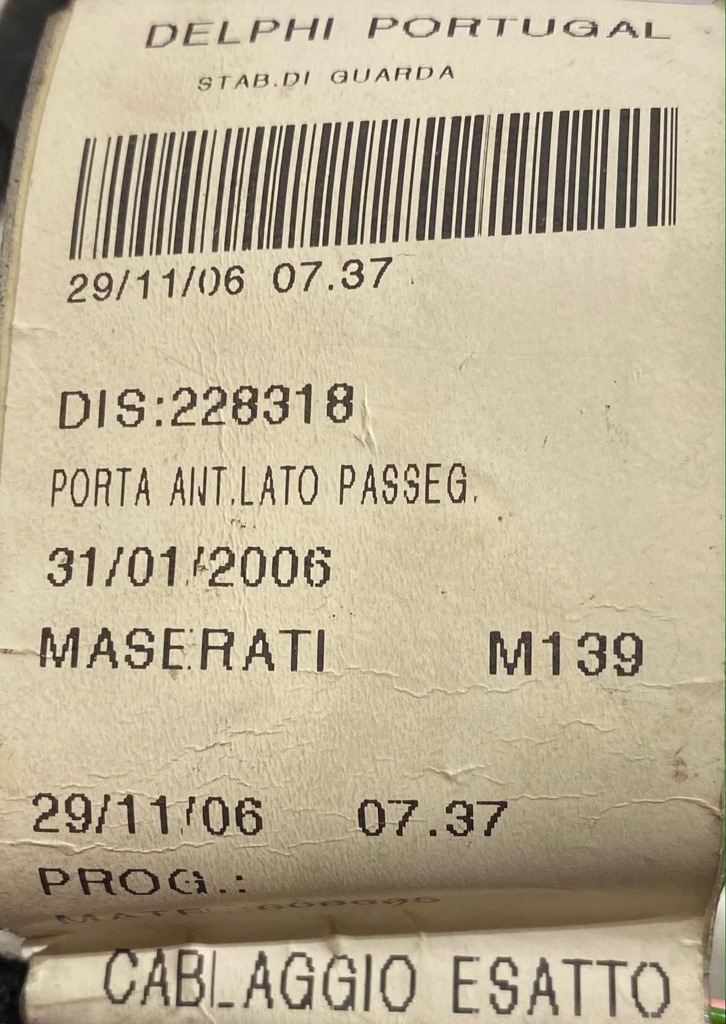 DELPHI PORTUGAL
STAB.DI GUARDA
29/11/06 07.37
DIS:228318
PORTA ANT.LATO PASSEG.
31/01/2006
MASERATI M139
29/11/06 07.37
PROG.:
CABLAGGIO ESATTO